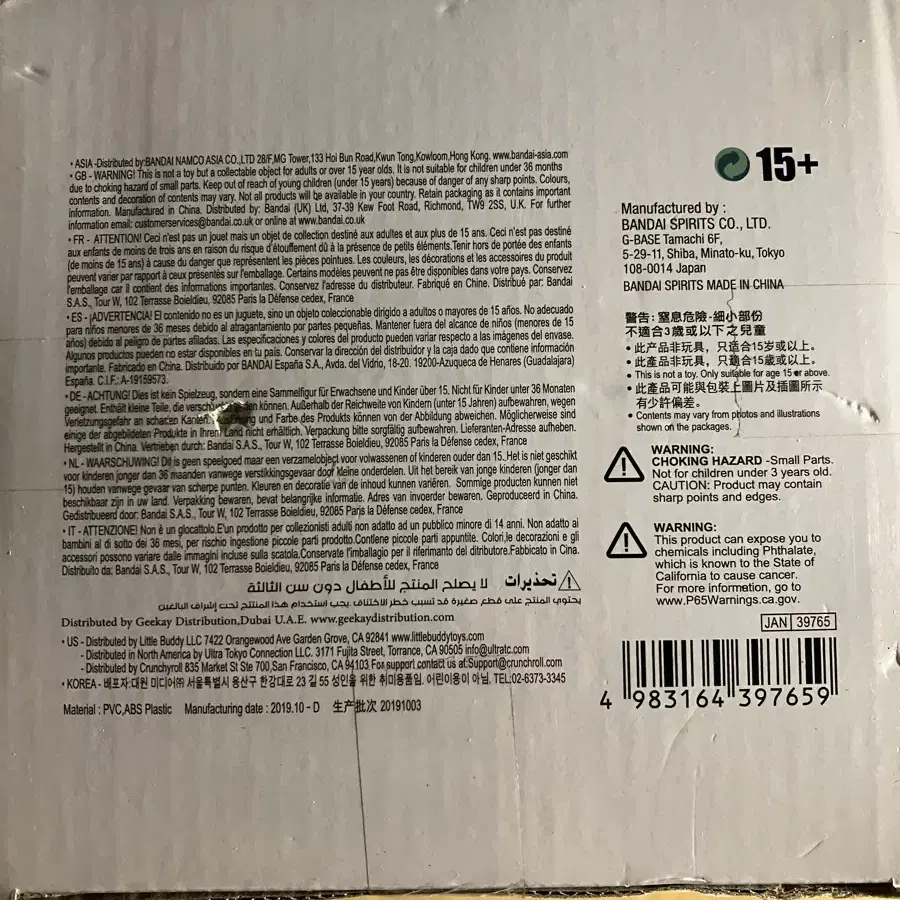 • ASIA -Distributed by:BANDAI NAMCO ASIA CO.,LTD 28/F,MG Tower,133 Hoi Bun Road,Kwun Tong,Kowloom,Hong Kong. www.bandai-asia.com
• GB - WARNING! This is not a toy but a collectable object for adults or over 15 year olds. It is not suitable for children under 36 months
due to choking hazard of small parts. Keep out of reach of young children (under 15 years) because of danger of any sharp points. Colours,
contents and decoration of contents may vary. Not all products will be available in your country. Retain packaging as it contains important
information. Manufactured in China. Distributed by: Bandai (UK) Ltd, 37-39 Kew Foot Road, Richmond, TW9 2SS, U.K. For further
information email: customerservices@bandai.co.uk or online at www.bandai.co.uk
• FR - ATTENTION! Ceci n'est pas un jouet mais un objet de collection destiné aux adultes et aux plus de 15 ans. Ceci n'est pas destiné
aux enfants de moins de trois ans en raison du risque d'étouffement dû à la présence de petits éléments.Tenir hors de portée des enfants
(de moins de 15 ans) à cause du danger que représentent les pièces pointues. Les couleurs, les décorations et les accessoires du produit
peuvent varier par rapport à ceux présentés sur l'emballage. Certains modèles peuvent ne pas être disponibles dans votre pays. Conservez
l'emballage car il contient des informations importantes. Conservez l'adresse du distributeur. Fabriqué en Chine. Distribué par: Bandai
S.A.S., Tour W, 102 Terrasse Boieldieu, 92085 Paris la Défense cedex, France
• ES - ¡ADVERTENCIA! El contenido no es un juguete, sino un objeto coleccionable dirigido a adultos y mayores de 15 años. No adecuado
para niños menores de 36 meses debido al atragantamiento por partes pequeñas. Mantener fuera del alcance de niños (menores de 15
años) debido al peligro de partes afiladas. Las especificaciones y colores del producto pueden variar respecto a las imágenes del envase.
Algunos productos pueden no estar disponibles en tu país. Conservar la dirección del distribuidor y la caja dado que contiene información
importante. Fabricado en China. Distribuido por BANDAI España S.A., Avda. del Vidrio, 18-20. 19200-Azuqueca de Henares (Guadalajara)
España. C.I.F.: A-19159573.
• DE - ACHTUNG! Dies ist kein Spielzeug, sondern eine Sammelfigur für Erwachsene und Kinder über 15. Nicht für Kinder unter 36 Monaten
geeignet. Enthält kleine Teile, die können. Außerhalb der Reichweite von Kindern (unter 15 Jahren) aufbewahren, wegen
Verletzungsgefahr an scharfen Kanten. und Farbe des Produkts können von der Abbildung abweichen. Möglicherweise sind
einige der abgebildeten Produkte in Ihrem Land nicht erhältlich. Verpackung bitte sorgfältig aufbewahren. Lieferanten-Adresse aufheben.
Hergestellt in China. Vertrieben durch: Bandai S.A.S., Tour W, 102 Terrasse Boieldieu, 92085 Paris la Défense cedex, France
• NL - WAARSCHUWING! Dit is geen speelgoed maar een verzamelobject voor volwassenen of kinderen ouder dan 15. Het is niet geschikt
voor kinderen jonger dan 36 maanden vanwege verstikkingsgevaar door kleine onderdelen. Uit het bereik van jonge kinderen (jonger dan
15) houden vanwege gevaar van scherpe punten. Kleuren en decoratie van de inhoud kunnen variëren. Sommige producten kunnen niet
beschikbaar zijn in uw land. Verpakking bewaren, bevat belangrijke informatie. Adres van invoerder bewaren. Geproduceerd in China.
Gedistribueerd door: Bandai S.A.S., Tour W, 102 Terrasse Boieldieu, 92085 Paris la Défense cedex, France
• IT - ATTENZIONE! Non è un giocattolo.E'un prodotto per collezionisti adulti non adatto ad un pubblico minore di 14 anni. Non adatto ai
bambini al di sotto dei 36 mesi, per rischio ingestione piccole parti prodotto.Contlene piccole parti appuntite. Colori,le decorazioni e gli
accessori possono variare dalle immagini incluse sulla scatola.Conservate l'imballagio per il riferimento del ditributore.Fabbicato in Cina.
Distribuito da: Bandai S.A.S., Tour W, 102 Terrasse Boieldieu, 92085 Paris la Défense cedex, France
تحذيرات لا يصلح المنتج للأطفال دون سن الثالثة
يحتوي المنتج على قطع صغيرة قد تسبب خطر الاختناق. يجب استخدام هذا المنتج تحت إشراف البالغين
Distributed by Geekay Distribution,Dubai U.A.E. www.geekaydistribution.com
• US - Distributed by Little Buddy LLC 7422 Orangewood Ave Garden Grove, CA 92841 www.littlebuddytoys.com
- Distributed in North America by Ultra Tokyo Connection LLC. 3171 Fujita Street, Torrance, CA 90505 info@ultratc.com
- Distributed by Crunchyroll 835 Market St Ste 700,San Francisco, CA 94103 For support contact us at:Support@crunchroll.com
• KOREA - 배포자:대원 미디어㈜ 서울특별시 용산구 한강대로 23 길 55 성인을 위한 취미용품임. 어린이용이 아님. TEL:02-6373-3345
Material : PVC,ABS Plastic Manufacturing date : 2019.10 - D 生产批次 20191003
15+
Manufactured by :
BANDAI SPIRITS CO., LTD.
G-BASE Tamachi 6F,
5-29-11, Shiba, Minato-ku, Tokyo
108-0014 Japan
BANDAI SPIRITS MADE IN CHINA
警告: 窒息危險-細小部份
不適合3歲或以下之兒童
• 此产品非玩具，只适合15岁或以上。
• 此產品非玩具，只適合15歲或以上。
• This is not a toy. Only suitable for age 15 or above.
• 此產品可能與包裝上圖片及插圖所示
有少許偏差。
• Contents may vary from photos and illustrations
shown on the packages.
WARNING:
CHOKING HAZARD -Small Parts.
Not for children under 3 years old.
CAUTION: Product may contain
sharp points and edges.
WARNING:
This product can expose you to
chemicals including Phthalate,
which is known to the State of
California to cause cancer.
For more information, go to
www.P65Warnings.ca.gov.
JAN 39765
4 983164 397659